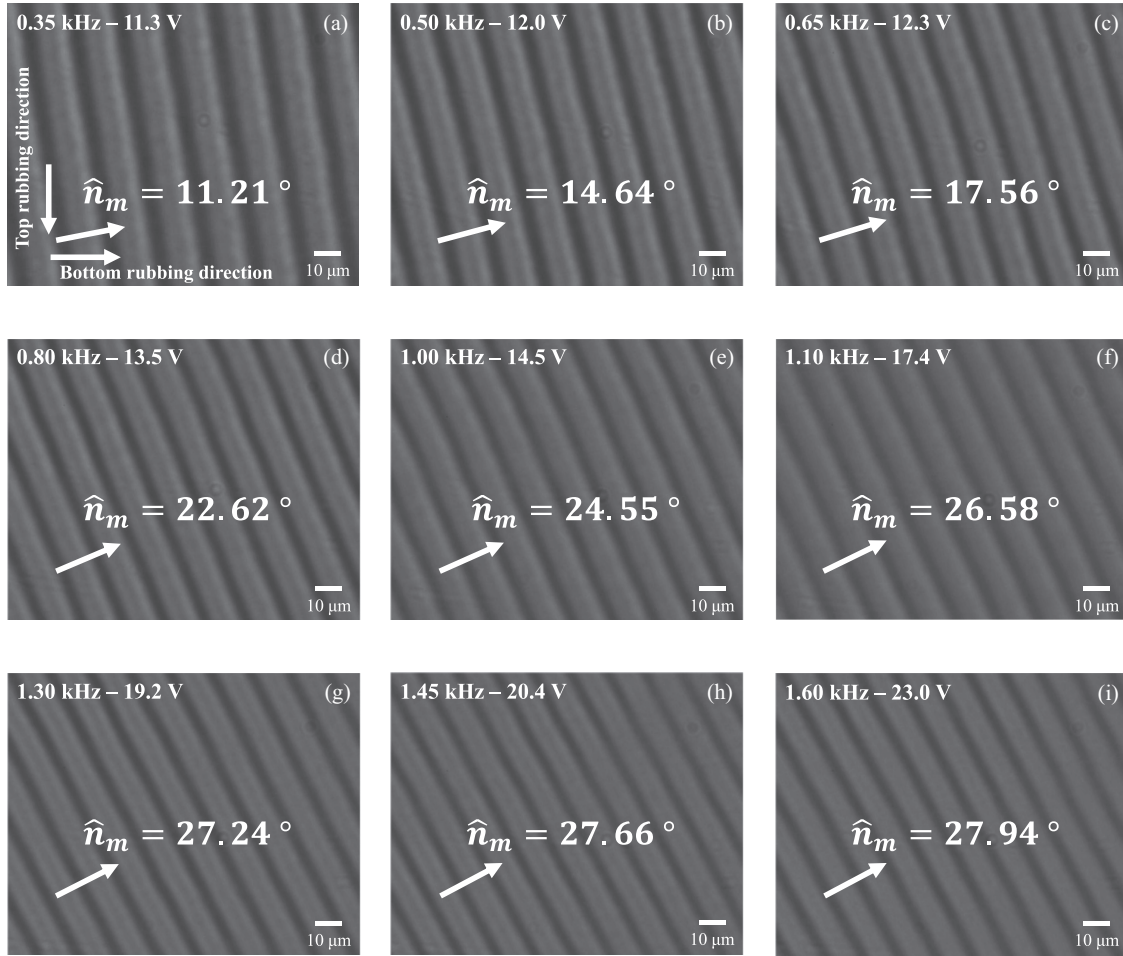 0.35 kHz – 11.3 V (a)
Top rubbing direction
n̂ₘ = 11.21 °
Bottom rubbing direction
10 μm
0.50 kHz – 12.0 V (b)
n̂ₘ = 14.64 °
10 μm
0.65 kHz – 12.3 V (c)
n̂ₘ = 17.56 °
10 μm
0.80 kHz – 13.5 V (d)
n̂ₘ = 22.62 °
10 μm
1.00 kHz – 14.5 V (e)
n̂ₘ = 24.55 °
10 μm
1.10 kHz – 17.4 V (f)
n̂ₘ = 26.58 °
10 μm
1.30 kHz – 19.2 V (g)
n̂ₘ = 27.24 °
10 μm
1.45 kHz – 20.4 V (h)
n̂ₘ = 27.66 °
10 μm
1.60 kHz – 23.0 V (i)
n̂ₘ = 27.94 °
10 μm